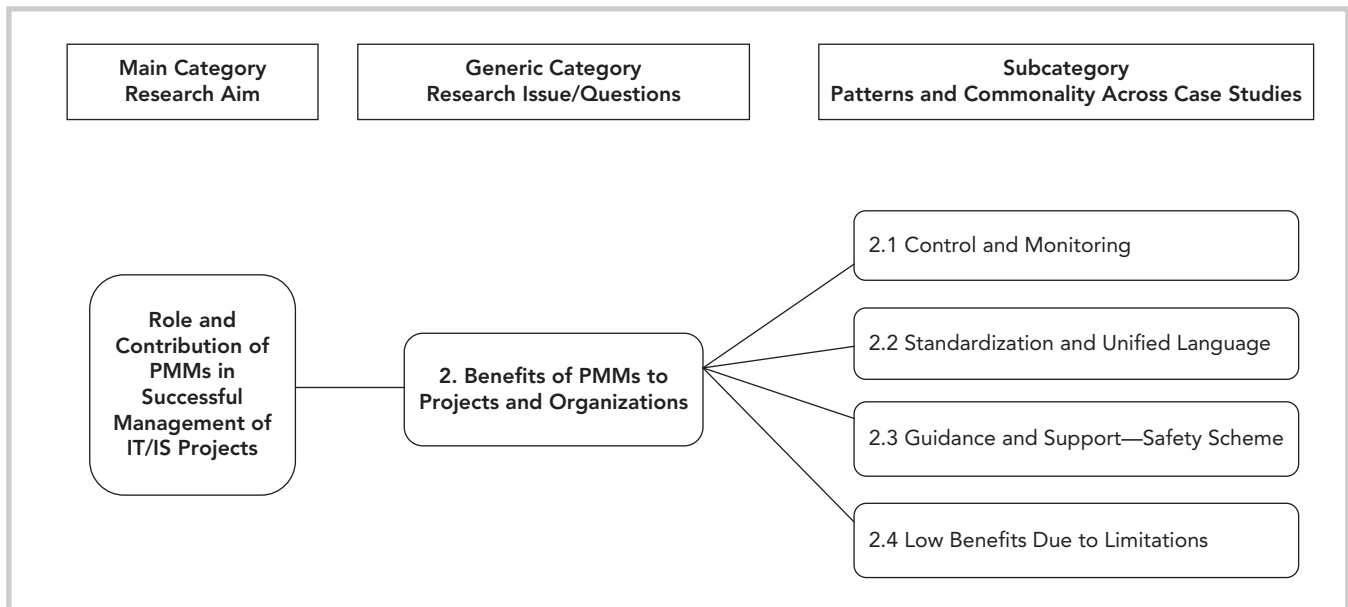 Main Category
Research Aim
Generic Category
Research Issue/Questions
Subcategory
Patterns and Commonality Across Case Studies
Role and
Contribution of
PMMs in
Successful
Management of
IT/IS Projects
2. Benefits of PMMs to
Projects and Organizations
2.1 Control and Monitoring
2.2 Standardization and Unified Language
2.3 Guidance and Support—Safety Scheme
2.4 Low Benefits Due to Limitations